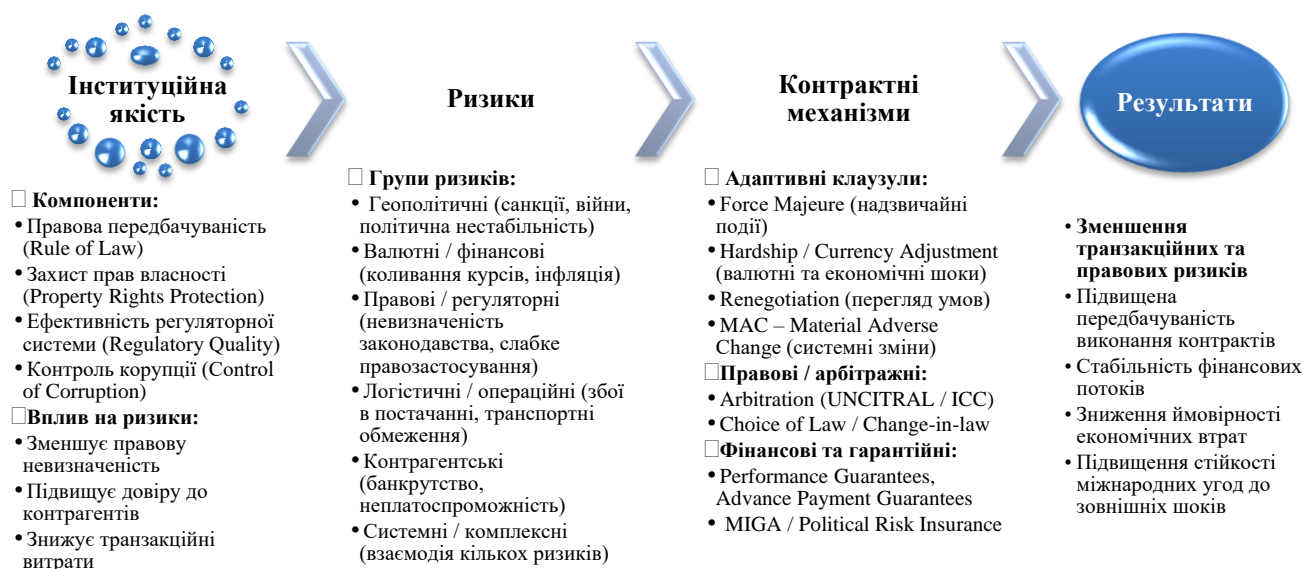 Інституційна
якість
Ризики
Контрактні
механізми
Результати
□ Компоненти:
• Правова передбачуваність
(Rule of Law)
• Захист прав власності
(Property Rights Protection)
• Ефективність регуляторної
системи (Regulatory Quality)
• Контроль корупції (Control
of Corruption)
□Вплив на ризики:
• Зменшує правову
невизначеність
• Підвищує довіру до
контрагентів
• Знижує транзакційні
витрати
□ Групи ризиків:
• Геополітичні (санкції, війни,
політична нестабільність)
• Валютні / фінансові
(коливання курсів, інфляція)
• Правові / регуляторні
(невизначеність
законодавства, слабке
правозастосування)
• Логістичні / операційні (збої
в постачанні, транспортні
обмеження)
• Контрагентські
(банкрутство,
неплатоспроможність)
• Системні / комплексні
(взаємодія кількох ризиків)
□ Адаптивні клаузули:
• Force Majeure (надзвичайні
події)
• Hardship / Currency Adjustment
(валютні та економічні шоки)
• Renegotiation (перегляд умов)
• MAC – Material Adverse
Change (системні зміни)
□Правові / арбітражні:
• Arbitration (UNCITRAL / ICC)
• Choice of Law / Change-in-law
□Фінансові та гарантійні:
• Performance Guarantees,
Advance Payment Guarantees
• MIGA / Political Risk Insurance
• Зменшення
транзакційних та
правових ризиків
• Підвищена
передбачуваність
виконання контрактів
• Стабільність фінансових
потоків
• Зниження ймовірності
економічних втрат
• Підвищення стійкості
міжнародних угод до
зовнішніх шоків